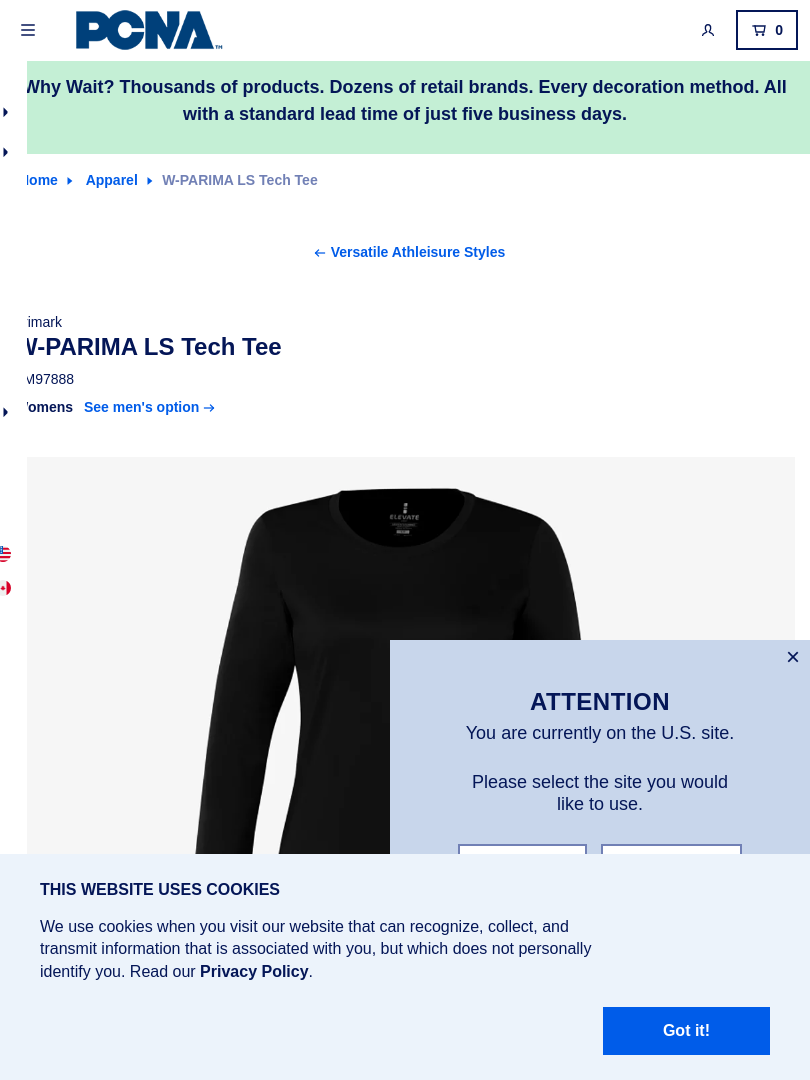 PCNA
TM
0
Why Wait? Thousands of products. Dozens of retail brands. Every decoration method. All
with a standard lead time of just five business days.
Apparel W-PARIMA LS Tech Tee
Versatile Athleisure Styles
W-PARIMA LS Tech Tee
See men's option
ELEVATE
ATTENTION
You are currently on the U.S. site.
Please select the site you would
like to use.
THIS WEBSITE USES COOKIES
We use cookies when you visit our website that can recognize, collect, and
transmit information that is associated with you, but which does not personally
identify you. Read our Privacy Policy.
Got it!